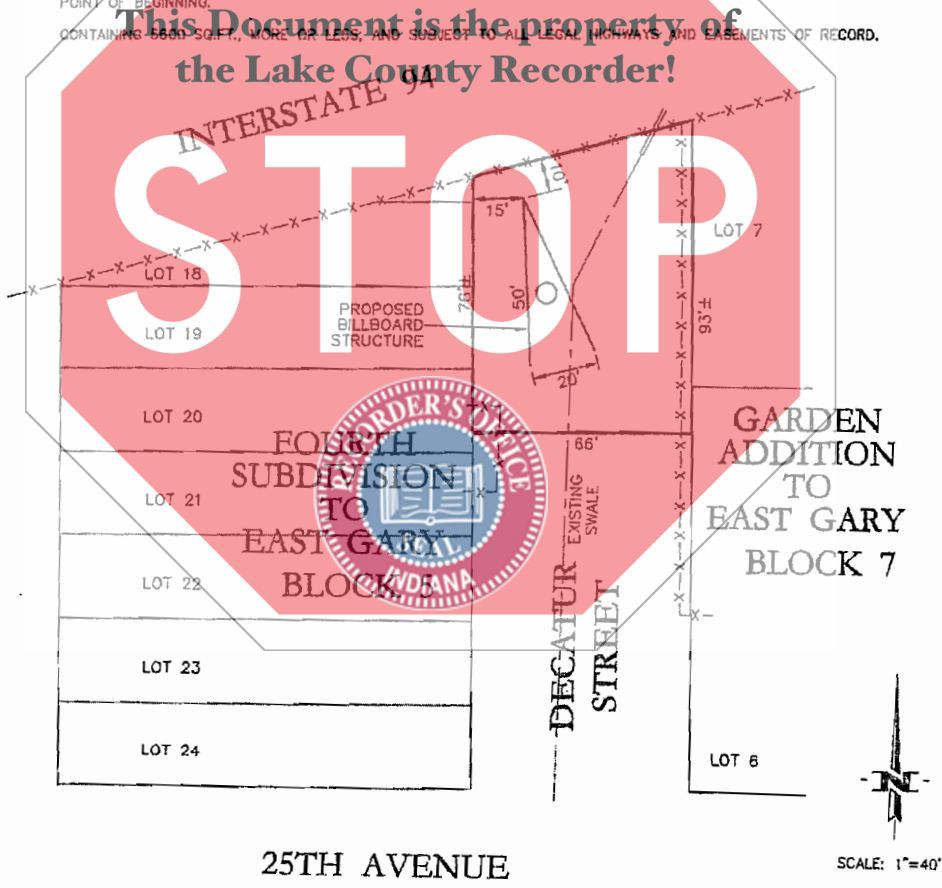 POINT OF BEGINNING.
This Document is the property of
CONTAINING 5600 SQ.FT., MORE OR LESS, AND SUBJECT TO ALL LEGAL HIGHWAYS AND EASEMENTS OF RECORD.
the Lake County Recorder!
INTERSTATE 94
STOP
10'
15'
LOT 7
LOT 18
76'±
50'
93'±
PROPOSED
BILLBOARD
STRUCTURE
LOT 19
20'
LOT 20
RECORDER'S OFFICE
SEAL
INDIANA
66'
FOURTH
SUBDIVISION
TO
EAST GARY
BLOCK 5
GARDEN
ADDITION
TO
EAST GARY
BLOCK 7
EXISTING
SWALE
LOT 21
LOT 22
DECATUR
STREET
LOT 23
LOT 24
LOT 6
N
25TH AVENUE
SCALE: 1"=40'